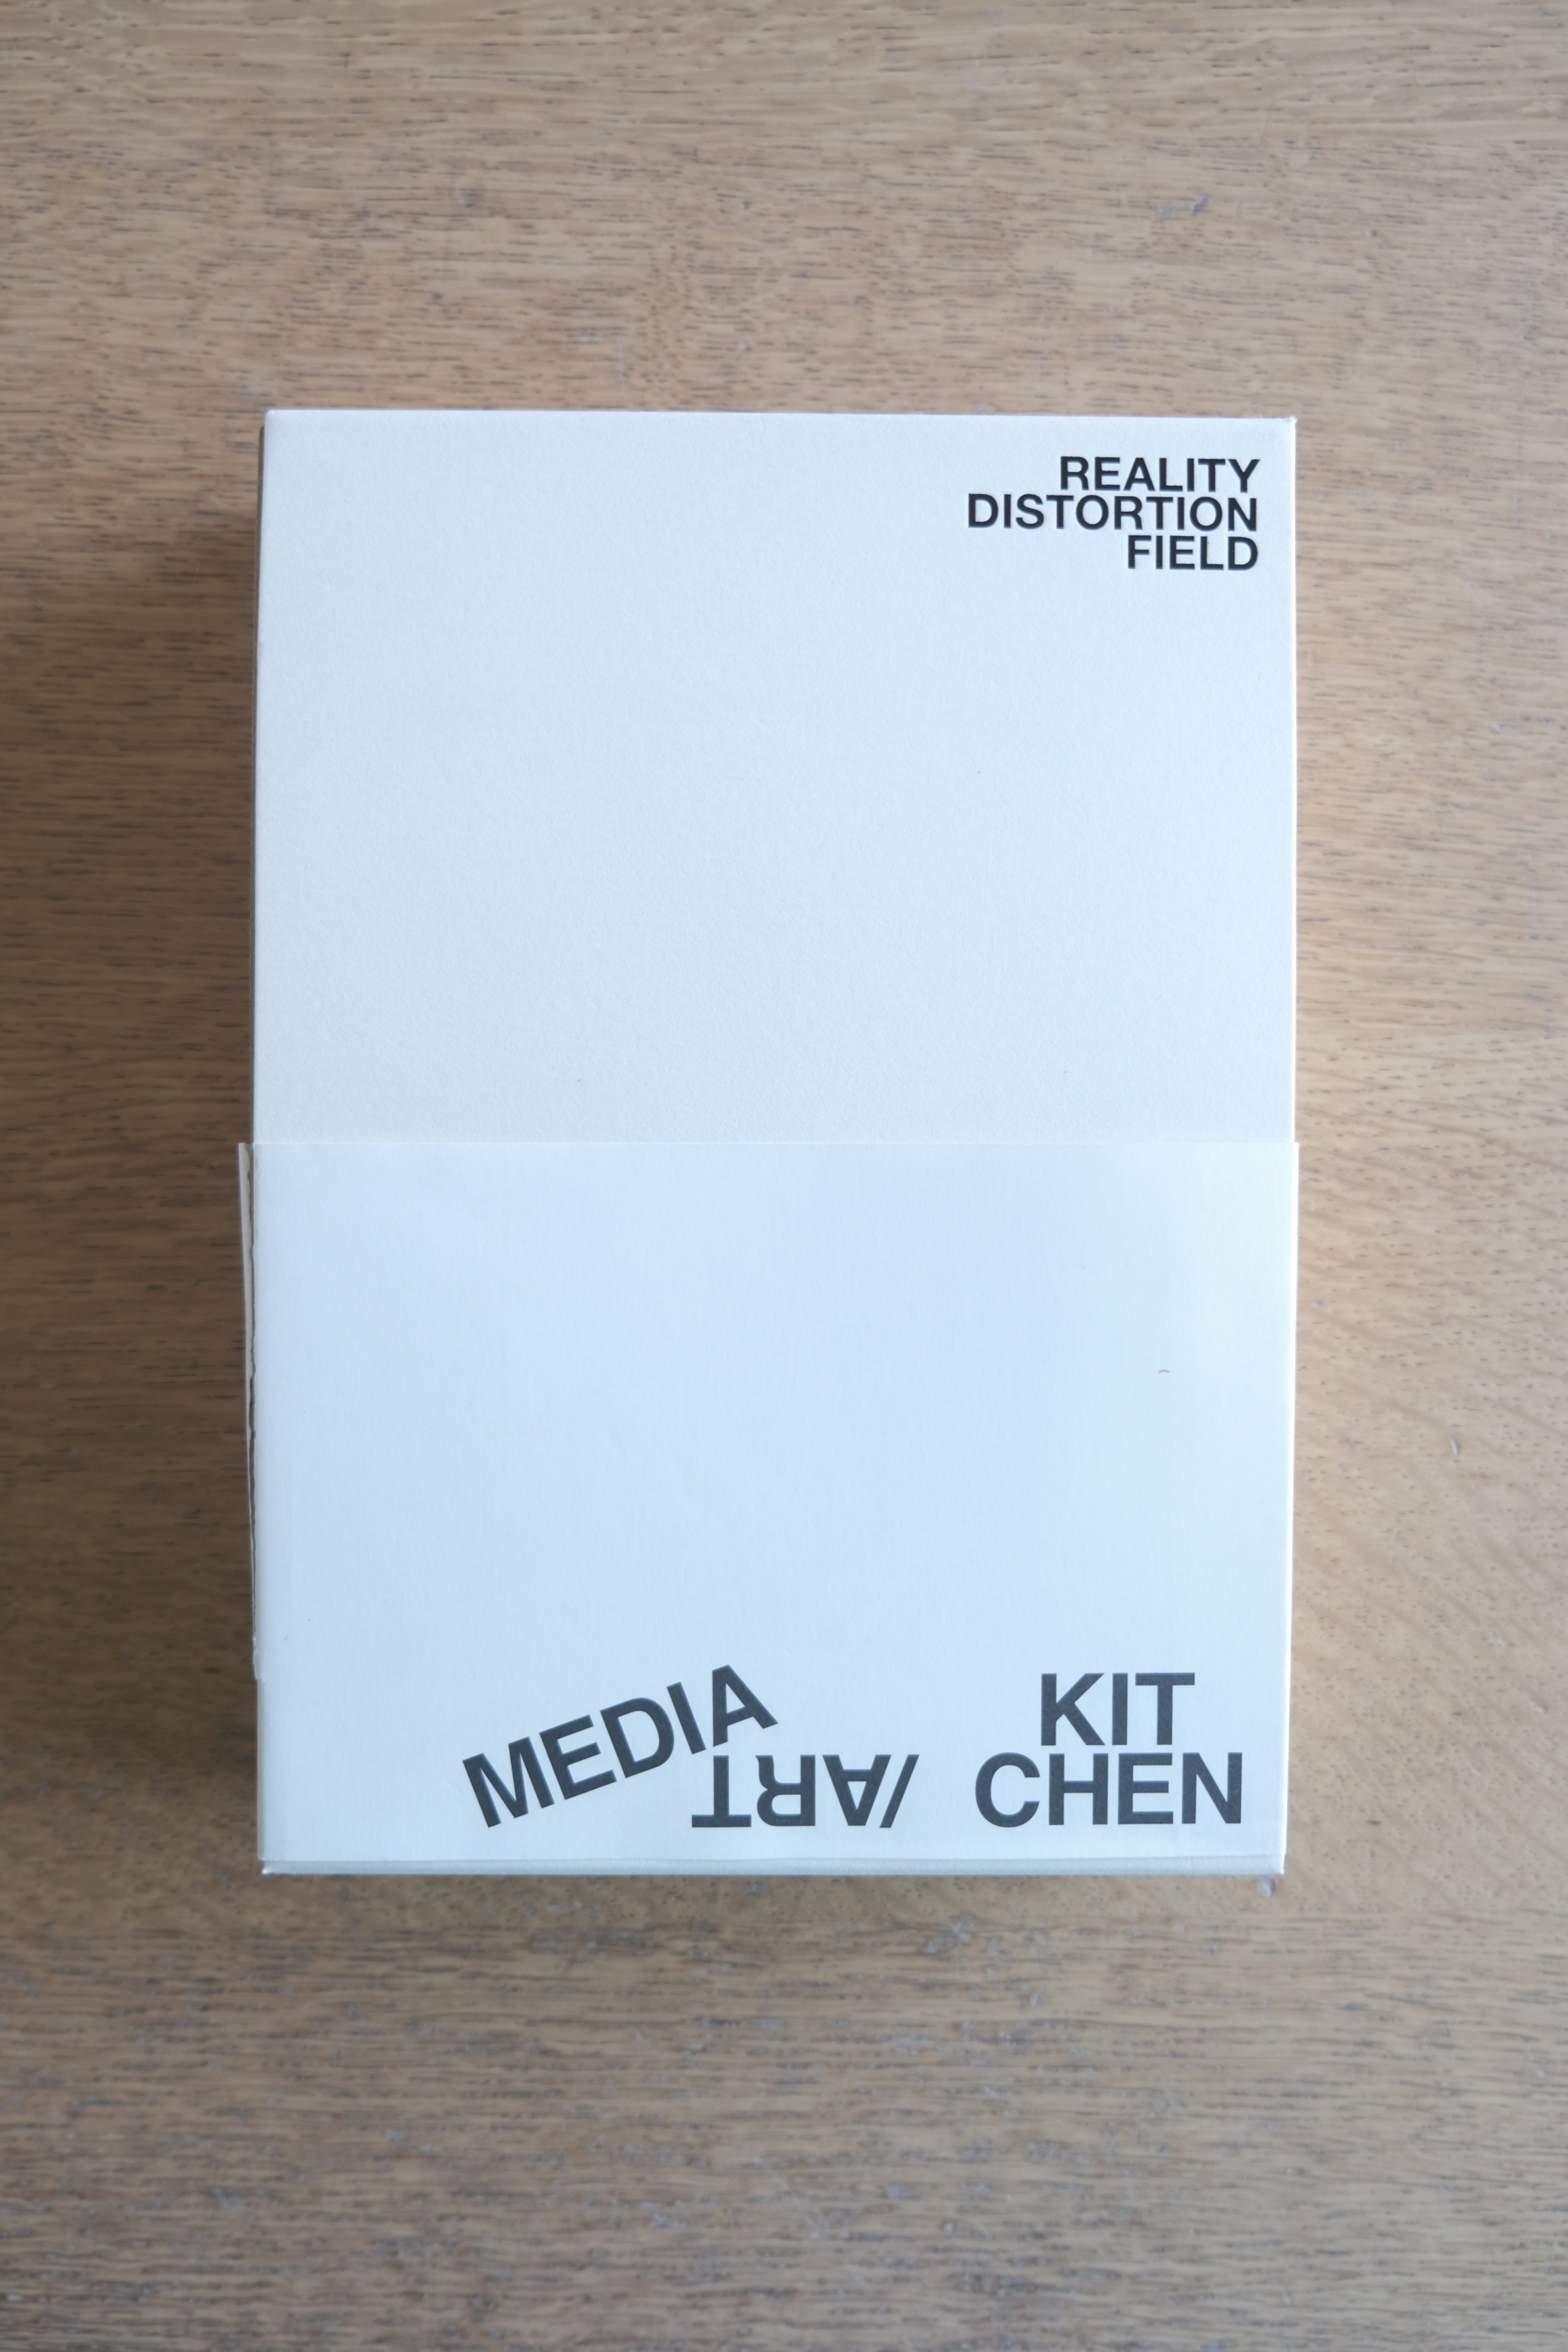 REALITY
DISTORTION
FIELD
MEDIA
/ART
KIT
CHEN